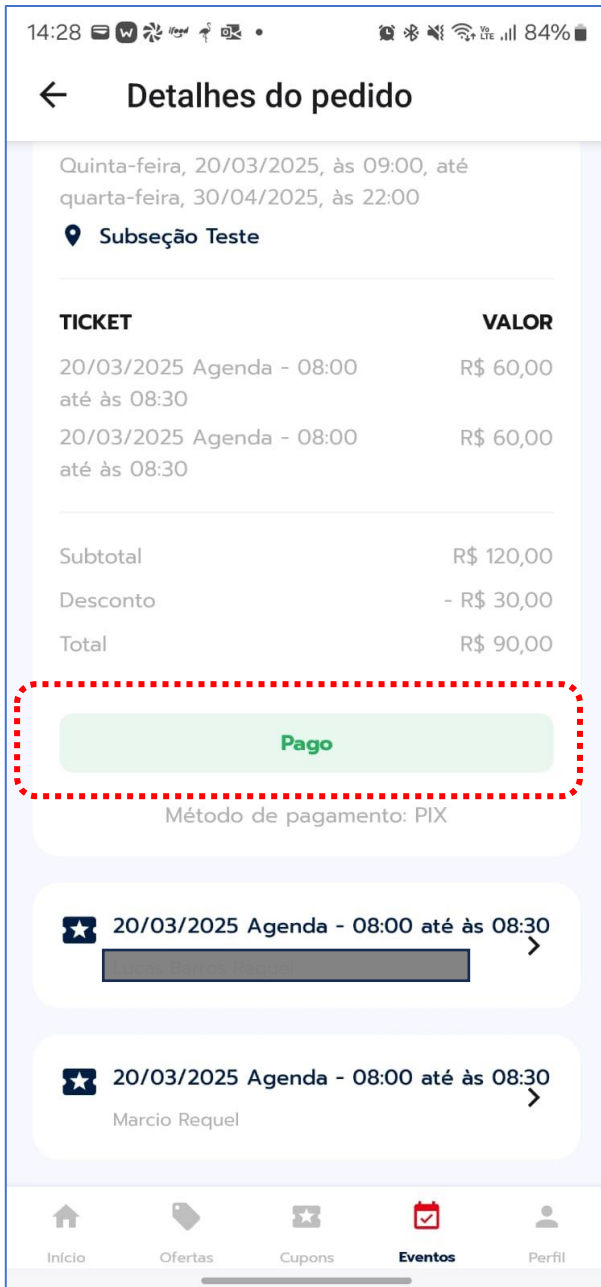 14:28
84%
Detalhes do pedido
Quinta-feira, 20/03/2025, às 09:00, até
quarta-feira, 30/04/2025, às 22:00
Subseção Teste
TICKET VALOR
20/03/2025 Agenda - 08:00 R$ 60,00
até às 08:30
20/03/2025 Agenda - 08:00 R$ 60,00
até às 08:30
Subtotal R$ 120,00
Desconto - R$ 30,00
Total R$ 90,00
Pago
Método de pagamento: PIX
20/03/2025 Agenda - 08:00 até às 08:30
20/03/2025 Agenda - 08:00 até às 08:30
Marcio Requel
Início Ofertas Cupons Eventos Perfil